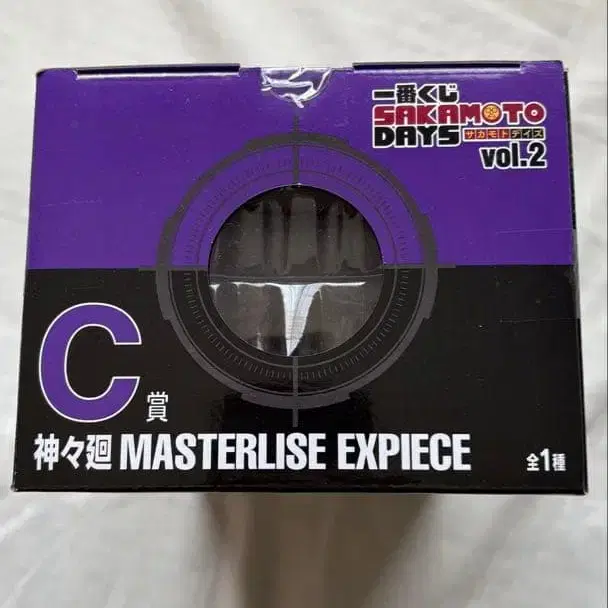 一番くじ
SAKAMOTO
DAYS サカモトデイズ
vol.2
C賞
神々廻 MASTERLISE EXPIECE
全1種